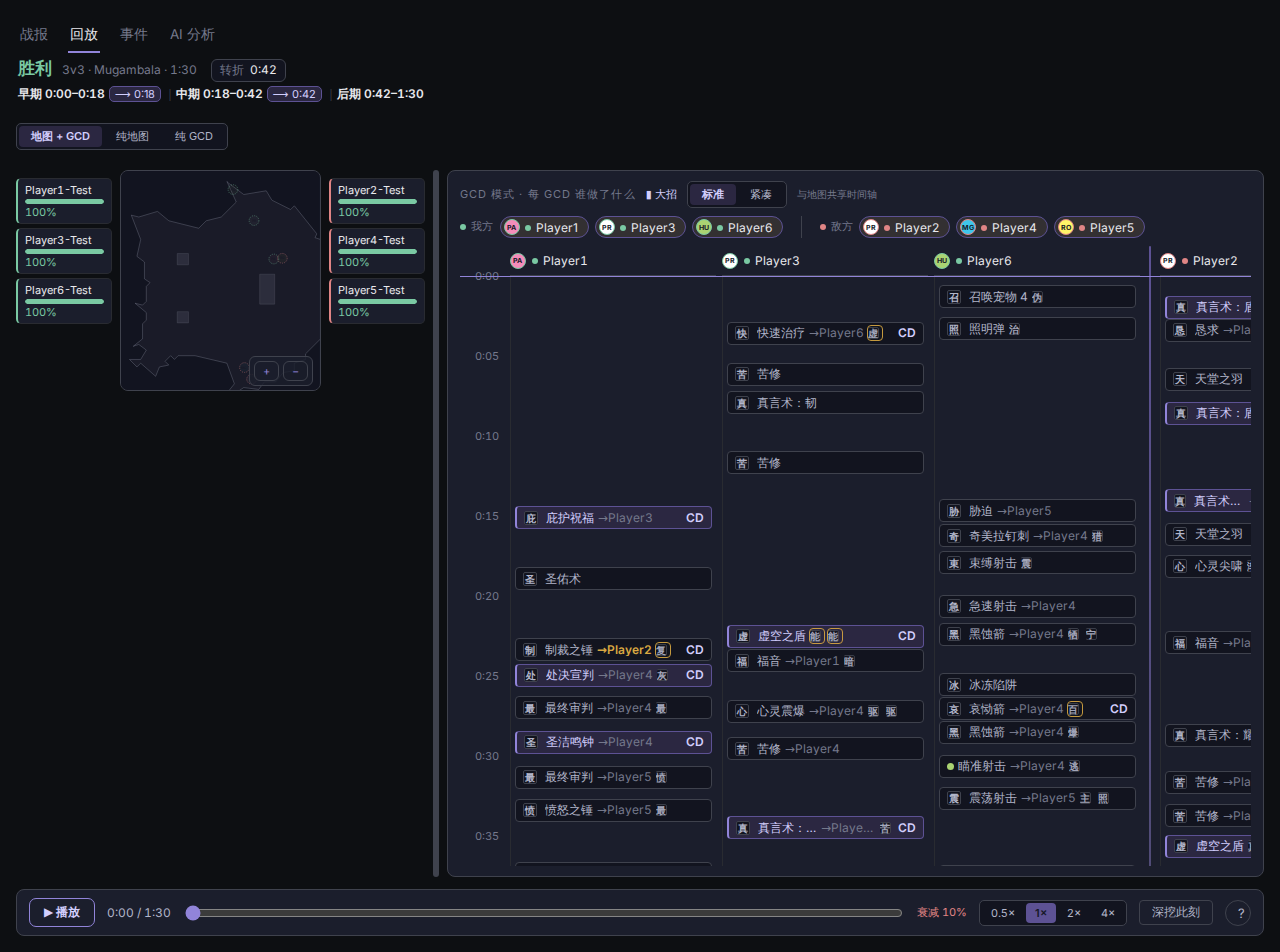 战报 回放 事件 AI 分析
胜利 3v3 · Mugambala · 1:30 转折 0:42
早期 0:00–0:18 ⟶ 0:18 | 中期 0:18–0:42 ⟶ 0:42 | 后期 0:42–1:30
地图 + GCD 纯地图 纯 GCD
Player1-Test
100%
Player3-Test
100%
Player6-Test
100%
+ −
Player2-Test
100%
Player4-Test
100%
Player5-Test
100%
GCD 模式 · 每 GCD 谁做了什么 ▮大招 标准 紧凑 与地图共享时间轴
我方 PA Player1 PR Player3 HU Player6 敌方 PR Player2 MG Player4 RO Player5
PA Player1 PR Player3 HU Player6 PR Player2
0:00
0:05
0:10
0:15
0:20
0:25
0:30
0:35
庇 庇护祝福 →Player3 CD
圣 圣佑术
制 制裁之锤 →Player2 复 CD
处 处决宣判 →Player4 灰 CD
最 最终审判 →Player4 最
圣 圣洁鸣钟 →Player4 CD
最 最终审判 →Player5 愤
愤 愤怒之锤 →Player5 最
快 快速治疗 →Player6 虚 CD
苦 苦修
真 真言术：韧
苦 苦修
虚 虚空之盾 能 能 CD
福 福音 →Player1 暗
心 心灵震爆 →Player4 驱 驱
苦 苦修 →Player4
真 真言术：... →Playe... 苦 CD
召 召唤宠物 4 伪
照 照明弹 治
胁 胁迫 →Player5
奇 奇美拉钉刺 →Player4 猎
束 束缚射击 震
急 急速射击 →Player4
黑 黑蚀箭 →Player4 牺 宁
冰 冰冻陷阱
哀 哀恸箭 →Player4 百 CD
黑 黑蚀箭 →Player4 爆
瞄准射击 →Player4 逃
震 震荡射击 →Player5 主 照
真 真言术：盾
恳 恳求 →Pla
天 天堂之羽
真 真言术：盾
真 真言术...
天 天堂之羽
心 心灵尖啸
福 福音 →Play
真 真言术：耀
苦 苦修 →Pla
苦 苦修 →Pla
虚 虚空之盾
▶ 播放 0:00 / 1:30 衰减 10% 0.5× 1× 2× 4× 深挖此刻 ?